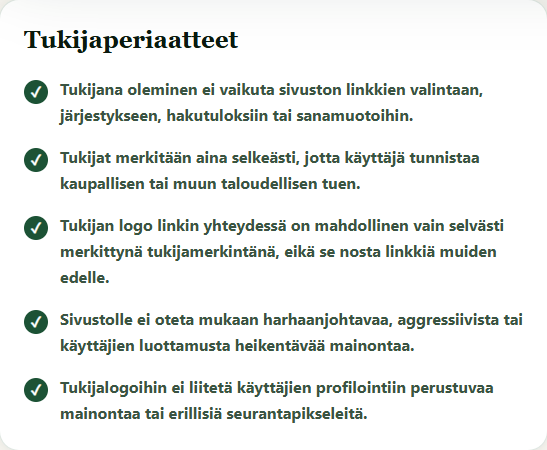 Tukijaperiaatteet
Tukijana oleminen ei vaikuta sivuston linkkien valintaan,
järjestykseen, hakutuloksiin tai sanamuotoihin.
Tukijat merkitään aina selkeästi, jotta käyttäjä tunnistaa
kaupallisen tai muun taloudellisen tuen.
Tukijan logo linkin yhteydessä on mahdollinen vain selvästi
merkittynä tukijamerkintänä, eikä se nosta linkkiä muiden
edelle.
Sivustolle ei oteta mukaan harhaanjohtavaa, aggressiivista tai
käyttäjien luottamusta heikentävää mainontaa.
Tukijalogoihin ei liitetä käyttäjien profilointiin perustuvaa
mainontaa tai erillisiä seurantapikseleitä.